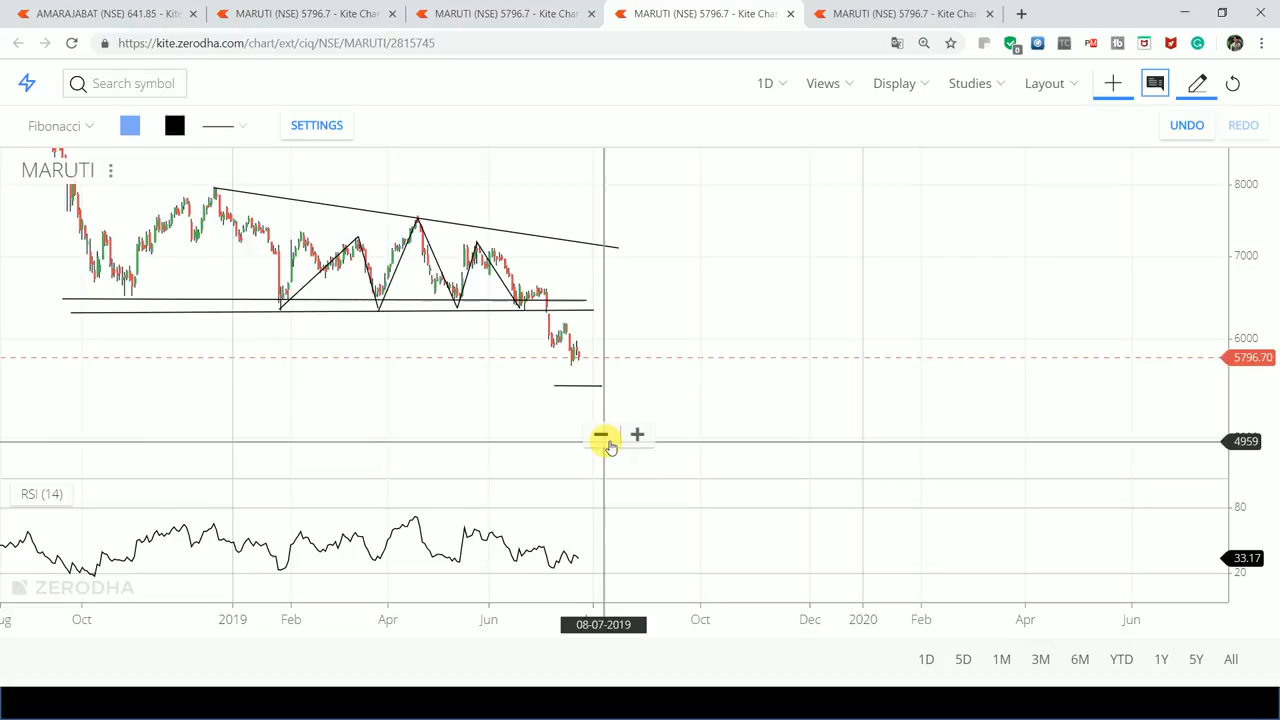 AMARAJABAT (NSE) 641.85 - Kite MARUTI (NSE) 5796.7 - Kite Char MARUTI (NSE) 5796.7 - Kite Char MARUTI (NSE) 5796.7 - Kite Char MARUTI (NSE) 5796.7 - Kite Char
https://kite.zerodha.com/chart/ext/ciq/NSE/MARUTI/2815745
Search symbol 1D Views Display Studies Layout
Fibonacci SETTINGS UNDO REDO
MARUTI
8000
7000
6000
5796.70
4959
RSI (14)
80
33.17
20
ZERODHA
ug Oct 2019 Feb Apr Jun Oct Dec 2020 Feb Apr Jun
08-07-2019
1D 5D 1M 3M 6M YTD 1Y 5Y All